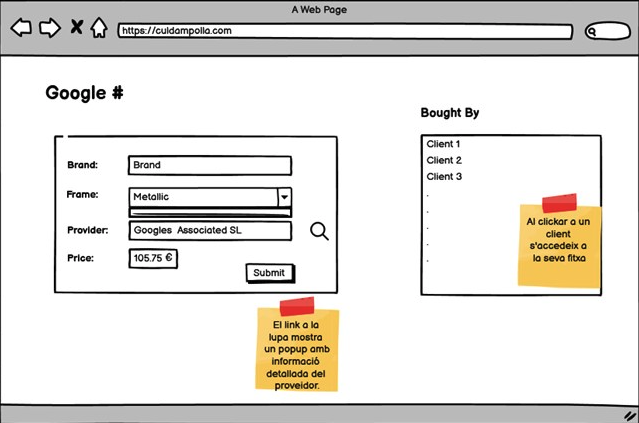 A Web Page
https://culdampolla.com
Google #
Brand:
Brand
Frame:
Metallic
Provider:
Googles Associated SL
Price:
105.75 €
Submit
El link a la
lupa mostra
un popup amb
informació
detallada del
proveidor.
Bought By
Client 1
Client 2
Client 3
.
.
.
.
.
Al clickar a un
client
s'accedeix a
la seva fitxa